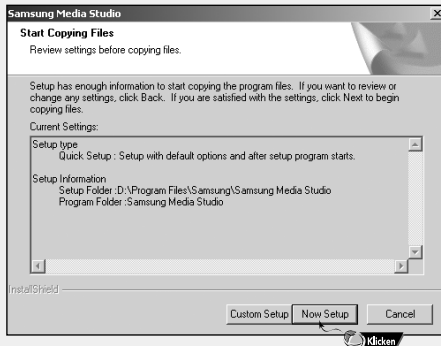 Samsung Media Studio
Start Copying Files
Review settings before copying files.
Setup has enough information to start copying the program files. If you want to review or
change any settings, click Back. If you are satisfied with the settings, click Next to begin
copying files.
Current Settings:
Setup type
Quick Setup : Setup with default options and after setup program starts.
Setup Information
Setup Folder :D:\Program Files\Samsung\Samsung Media Studio
Program Folder :Samsung Media Studio
InstallShield
Custom Setup Now Setup Cancel
Klicken